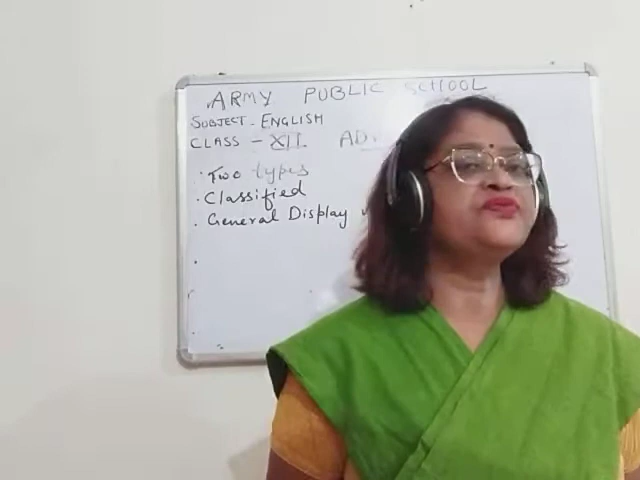 ARMY PUBLIC SCHOOL
SUBJECT - ENGLISH
CLASS - XII
· Two types
· Classified
· General Display